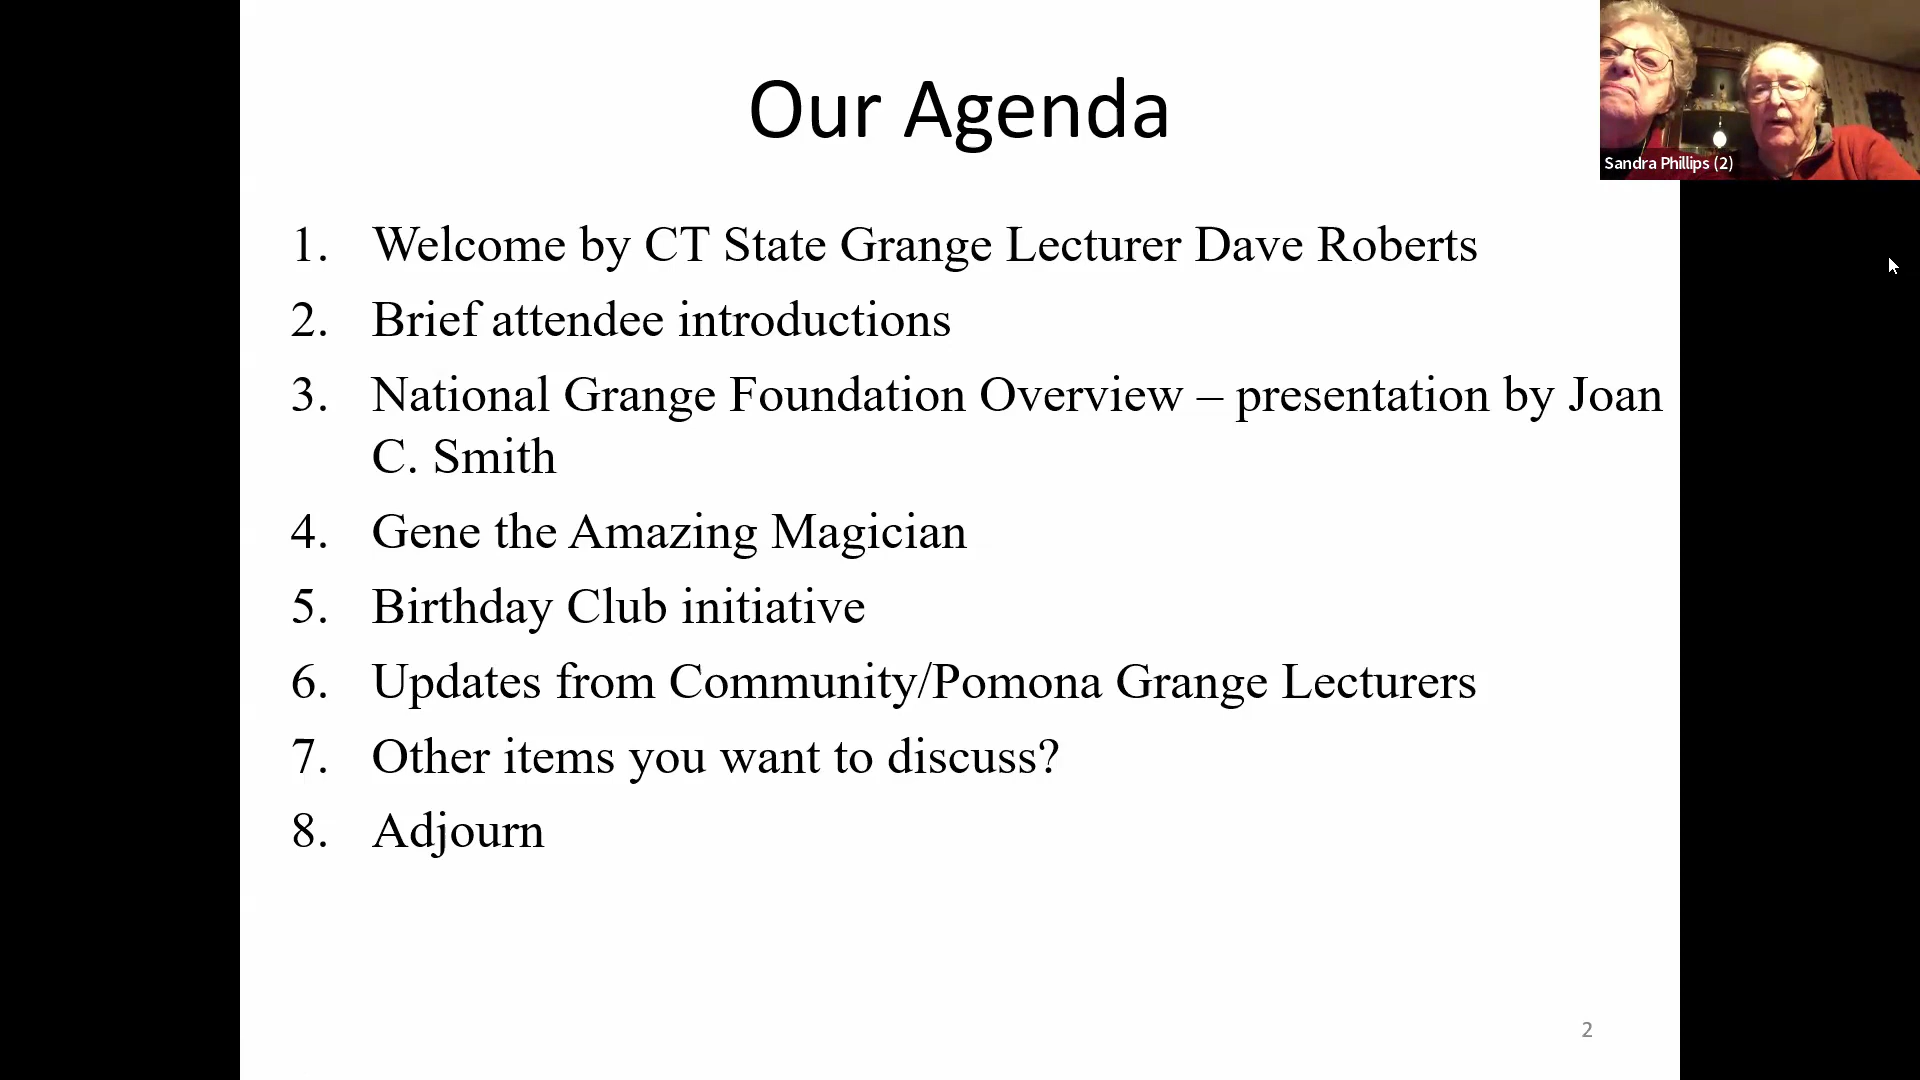 Our Agenda
Sandra Phillips (2)
1. Welcome by CT State Grange Lecturer Dave Roberts
2. Brief attendee introductions
3. National Grange Foundation Overview – presentation by Joan
C. Smith
4. Gene the Amazing Magician
5. Birthday Club initiative
6. Updates from Community/Pomona Grange Lecturers
7. Other items you want to discuss?
8. Adjourn
2